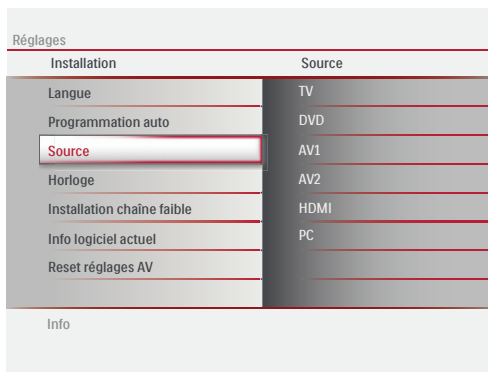 Réglages
Installation Source
Langue TV
Programmation auto DVD
Source AV1
Horloge AV2
Installation chaîne faible HDMI
Info logiciel actuel PC
Reset réglages AV
Info